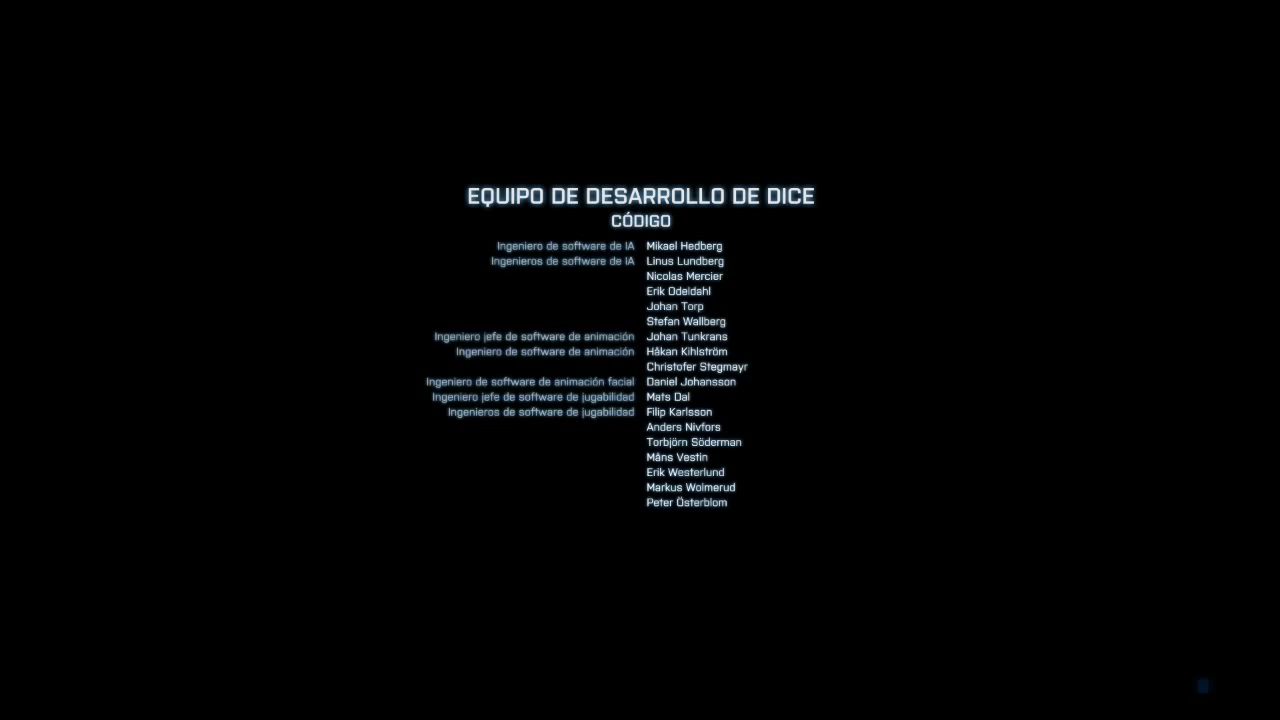 EQUIPO DE DESARROLLO DE DICE
CÓDIGO
Ingeniero de software de IA Mikael Hedberg
Ingenieros de software de IA Linus Lundberg
Nicolas Mercier
Erik Odeldahl
Johan Torp
Stefan Wallberg
Ingeniero jefe de software de animación Johan Tunkrans
Ingeniero de software de animación Håkan Kihlström
Christofer Stegmayr
Ingeniero de software de animación facial Daniel Johansson
Ingeniero jefe de software de jugabilidad Mats Dal
Ingenieros de software de jugabilidad Filip Karlsson
Anders Nivfors
Torbjörn Söderman
Måns Vestin
Erik Westerlund
Markus Wolmerud
Peter Österblom